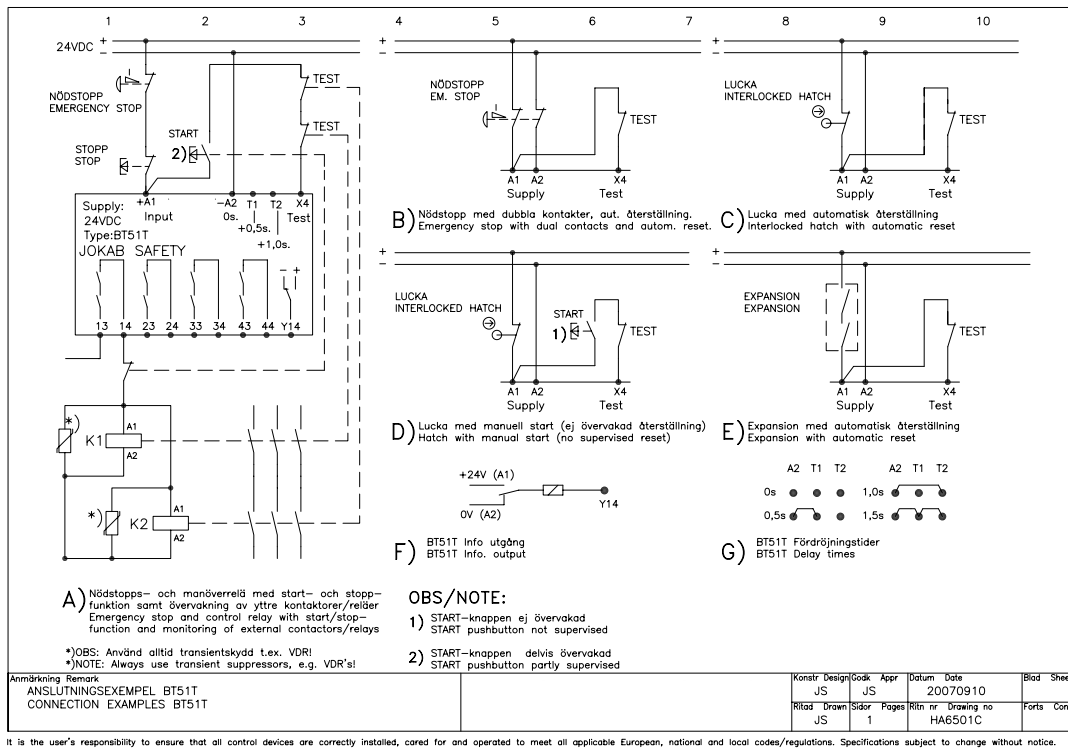 1 2 3 4 5 6 7 8 9 10
24VDC + −
NÖDSTOPP
EMERGENCY STOP
TEST
TEST
START
2)
STOPP
STOP
+A1 −A2 T1 T2 X4
Supply: Input 0s. Test
24VDC +0,5s.
Type:BT51T +1,0s.
JOKAB SAFETY
− +
13 14 23 24 33 34 43 44 Y14
*) K1 A1
A2
*) K2 A1
A2
A) Nödstopps− och manöverrelä med start− och stopp−
funktion samt övervakning av yttre kontaktorer/reläer
Emergency stop and control relay with start/stop−
function and monitoring of external contactors/relays
*)OBS: Använd alltid transientskydd t.ex. VDR!
*)NOTE: Always use transient suppressors, e.g. VDR's!
+
−
NÖDSTOPP
EM. STOP
TEST
A1 A2 X4
Supply Test
B) Nödstopp med dubbla kontakter, aut. återställning.
Emergency stop with dual contacts and autom. reset.
+
−
LUCKA
INTERLOCKED HATCH
TEST
A1 A2 X4
Supply Test
C) Lucka med automatisk återställning
Interlocked hatch with automatic reset
+
−
LUCKA
INTERLOCKED HATCH
START
1)
TEST
A1 A2 X4
Supply Test
D) Lucka med manuell start (ej övervakad återställning)
Hatch with manual start (no supervised reset)
+
−
EXPANSION
EXPANSION
TEST
A1 A2 X4
Supply Test
E) Expansion med automatisk återställning
Expansion with automatic reset
+24V (A1)
0V (A2)
Y14
F) BT51T Info utgång
BT51T Info. output
A2 T1 T2 A2 T1 T2
0s 1,0s
0,5s 1,5s
G) BT51T Fördröjningstider
BT51T Delay times
OBS/NOTE:
1) START−knappen ej övervakad
START pushbutton not supervised
2) START−knappen delvis övervakad
START pushbutton partly supervised
Anmärkning Remark
ANSLUTNINGSEXEMPEL BT51T
CONNECTION EXAMPLES BT51T
Konstr Design Godk Appr Datum Date Blad Shee
JS JS 20070910
Ritad Drawn Sidor Pages Ritn nr Drawing no Forts Con
JS 1 HA6501C
It is the user's responsibility to ensure that all control devices are correctly installed, cared for and operated to meet all applicable European, national and local codes/regulations. Specifications subject to change without notice.